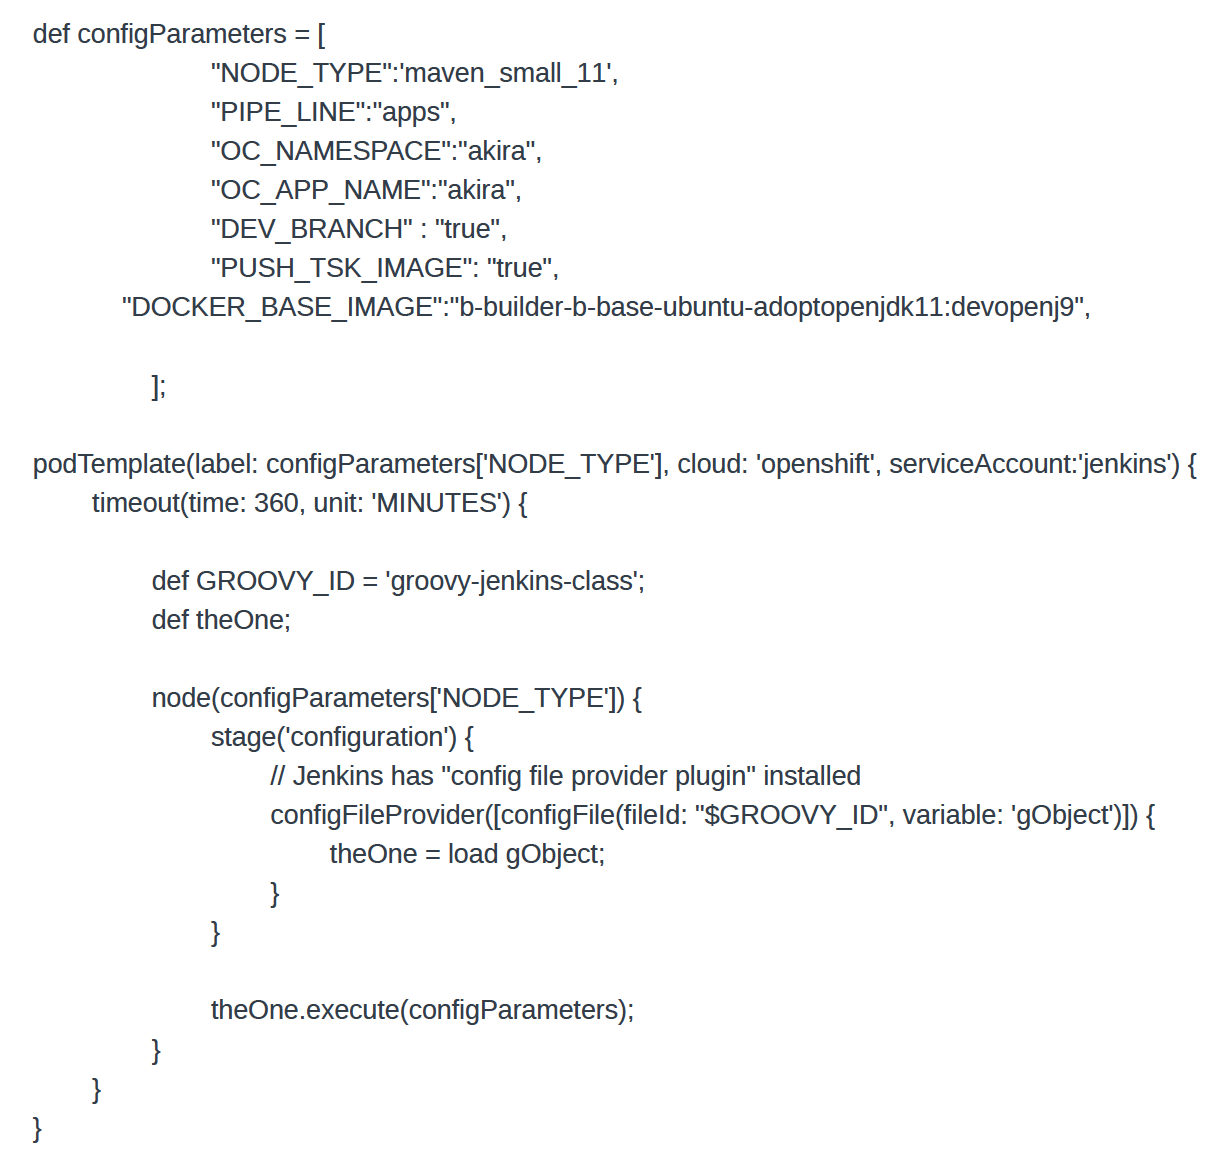 def configParameters = [
"NODE_TYPE":'maven_small_11',
"PIPE_LINE":"apps",
"OC_NAMESPACE":"akira",
"OC_APP_NAME":"akira",
"DEV_BRANCH" : "true",
"PUSH_TSK_IMAGE": "true",
"DOCKER_BASE_IMAGE":"b-builder-b-base-ubuntu-adoptopenjdk11:devopenj9",
];
podTemplate(label: configParameters['NODE_TYPE'], cloud: 'openshift', serviceAccount:'jenkins') {
timeout(time: 360, unit: 'MINUTES') {
def GROOVY_ID = 'groovy-jenkins-class';
def theOne;
node(configParameters['NODE_TYPE']) {
stage('configuration') {
// Jenkins has "config file provider plugin" installed
configFileProvider([configFile(fileId: "$GROOVY_ID", variable: 'gObject')]) {
theOne = load gObject;
}
}
theOne.execute(configParameters);
}
}
}